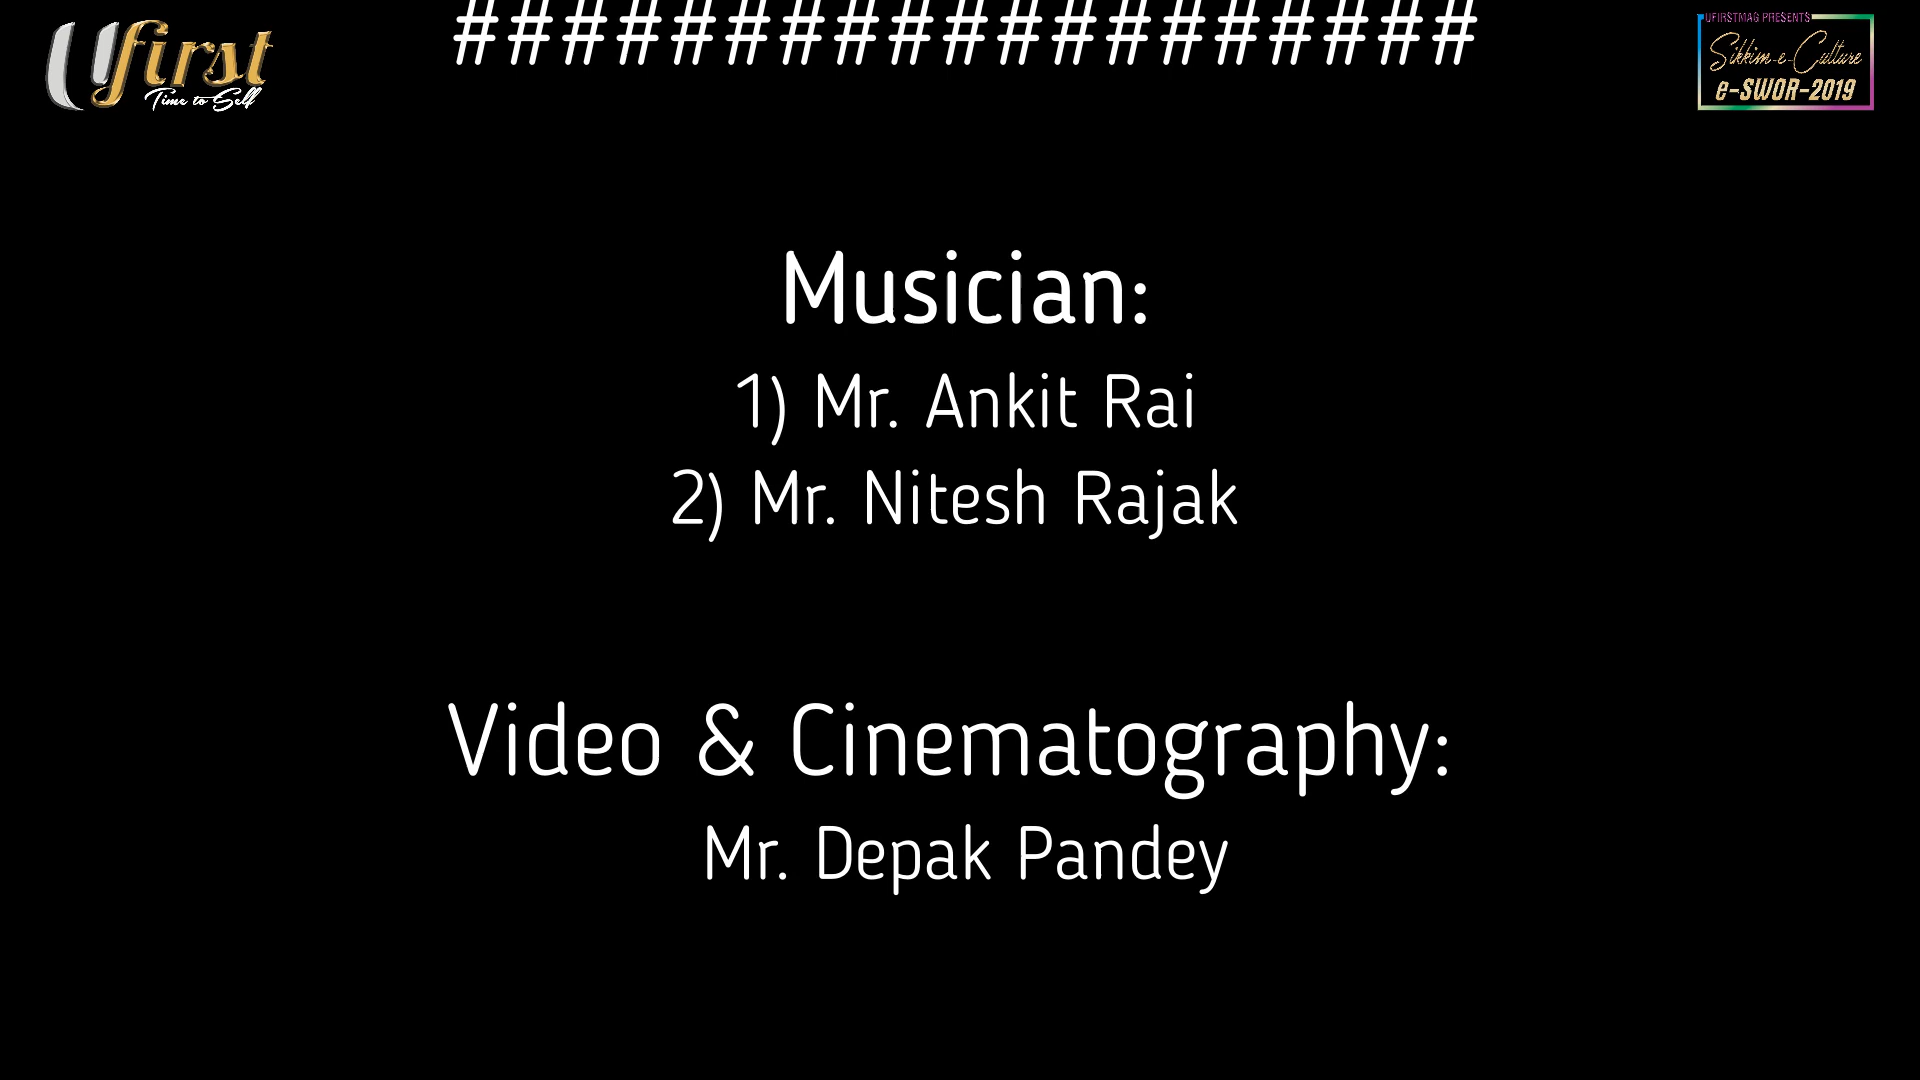 ###################
Ufirst
Time to Self
UFIRSTMAG PRESENTS
Sikkim-e-Culture
e-SWOR-2019
Musician:
1) Mr. Ankit Rai
2) Mr. Nitesh Rajak
Video & Cinematography:
Mr. Depak Pandey